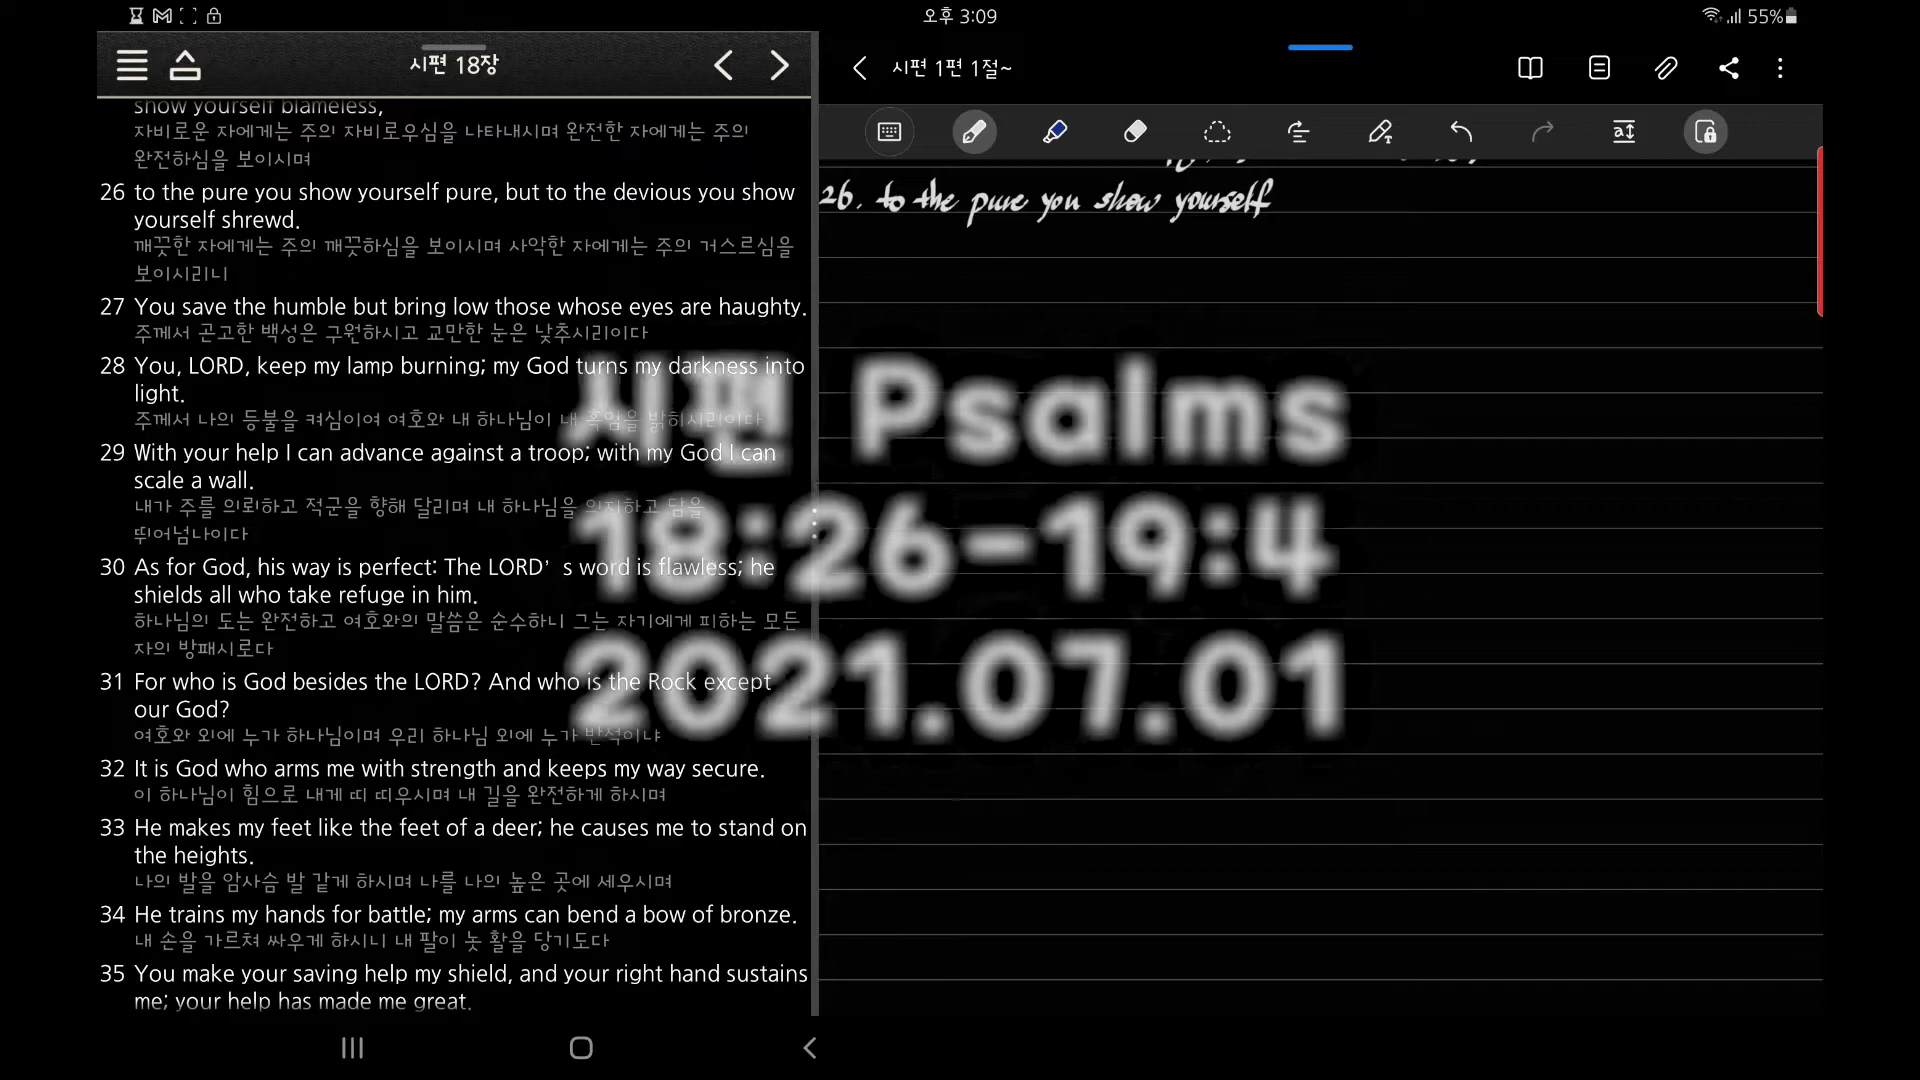 오후 3:09
55%
시편 18장
show yourself blameless,
자비로운 자에게는 주의 자비로우심을 나타내시며 완전한 자에게는 주의
완전하심을 보이시며
26 to the pure you show yourself pure, but to the devious you show
yourself shrewd.
깨끗한 자에게는 주의 깨끗하심을 보이시며 사악한 자에게는 주의 거스르심을
보이시리니
27 You save the humble but bring low those whose eyes are haughty.
주께서 곤고한 백성은 구원하시고 교만한 눈은 낮추시리이다
28 You, LORD, keep my lamp burning; my God turns my darkness into
light.
주께서 나의 등불을 켜심이여 여호와 내 하나님이 내 흑암을 밝히시리이다
29 With your help I can advance against a troop; with my God I can
scale a wall.
내가 주를 의뢰하고 적군을 향해 달리며 내 하나님을 의지하고 담을
뛰어넘나이다
30 As for God, his way is perfect: The LORD’s word is flawless; he
shields all who take refuge in him.
하나님의 도는 완전하고 여호와의 말씀은 순수하니 그는 자기에게 피하는 모든
자의 방패시로다
31 For who is God besides the LORD? And who is the Rock except
our God?
여호와 외에 누가 하나님이며 우리 하나님 외에 누가 반석이냐
32 It is God who arms me with strength and keeps my way secure.
이 하나님이 힘으로 내게 띠 띠우시며 내 길을 완전하게 하시며
33 He makes my feet like the feet of a deer; he causes me to stand on
the heights.
나의 발을 암사슴 발 같게 하시며 나를 나의 높은 곳에 세우시며
34 He trains my hands for battle; my arms can bend a bow of bronze.
내 손을 가르쳐 싸우게 하시니 내 팔이 놋 활을 당기도다
35 You make your saving help my shield, and your right hand sustains
me; your help has made me great.
시편 1편 1절~
26. to the pure you show yourself
시편 Psalms
18:26-19:4
2021.07.01